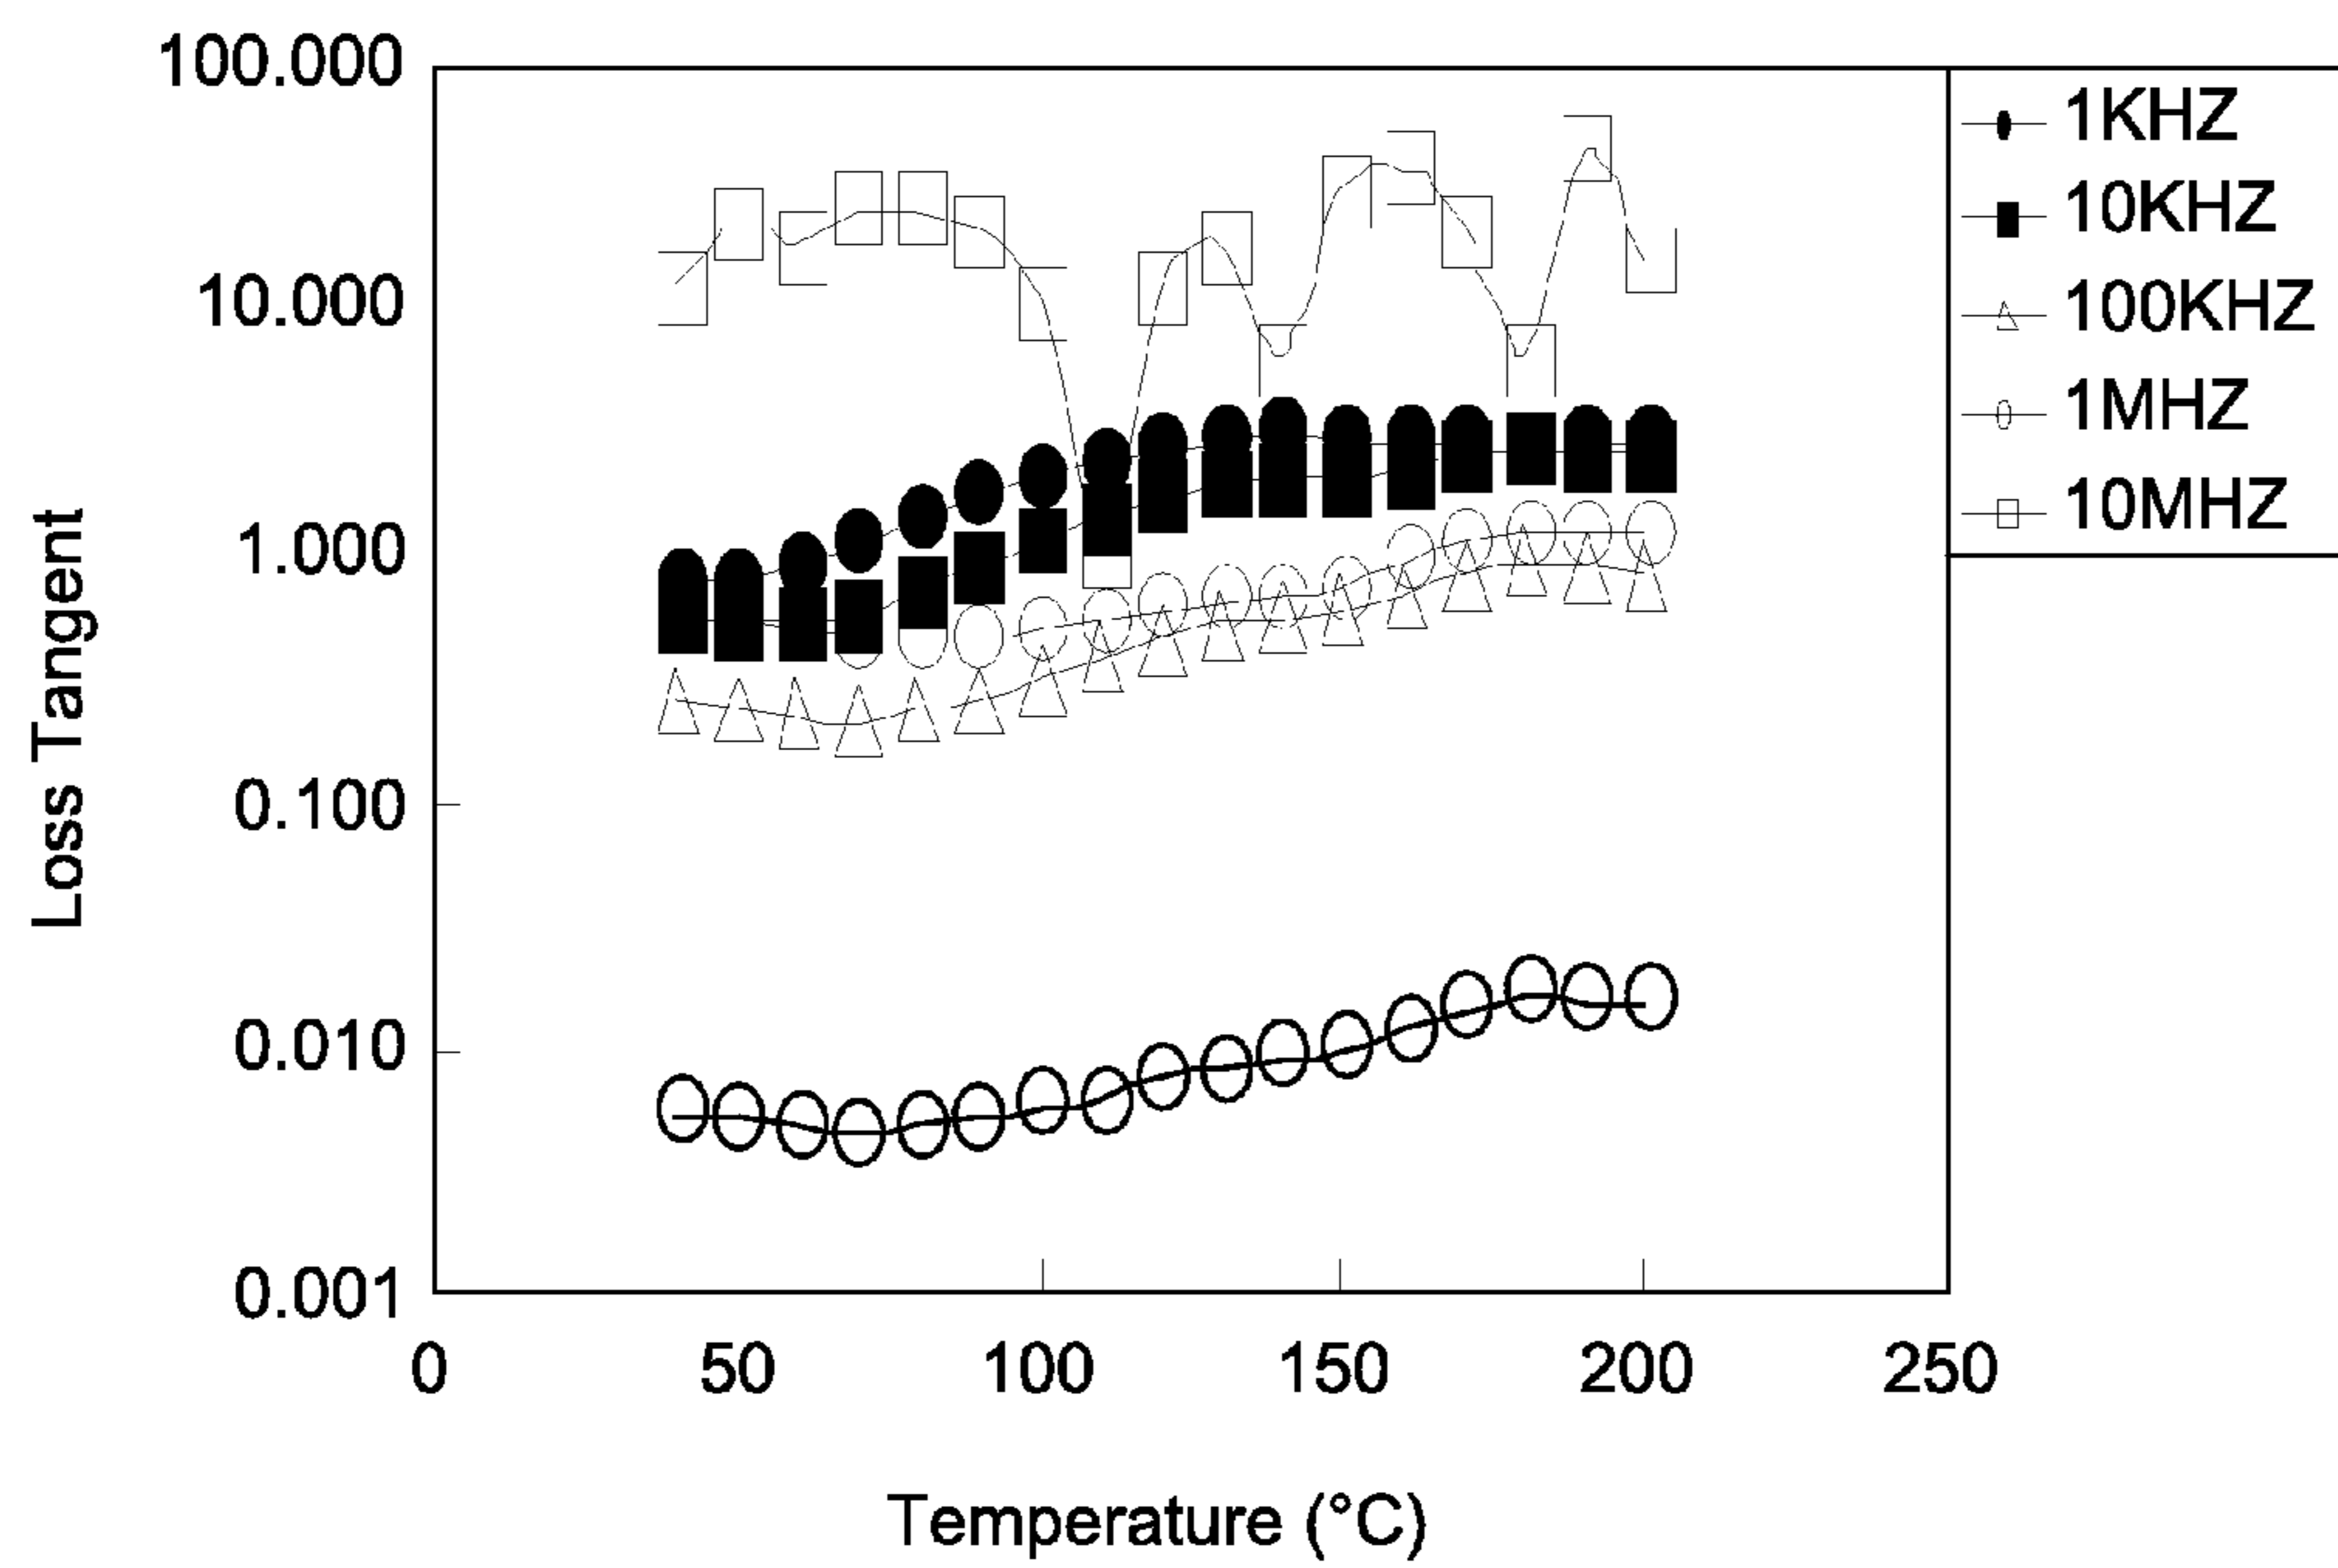 100.000
10.000
1.000
0.100
0.010
0.001
Loss Tangent
0 50 100 150 200 250
Temperature (°C)
1KHZ
10KHZ
100KHZ
1MHZ
10MHZ